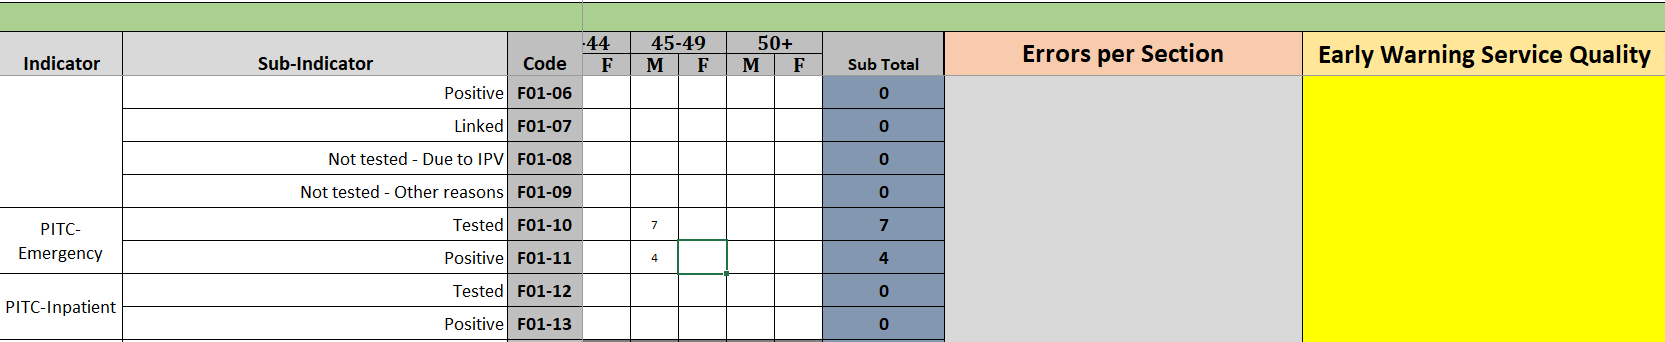 Indicator Sub-Indicator Code -44 45-49 50+ Sub Total Errors per Section Early Warning Service Quality
F M F M F
Positive F01-06 0
Linked F01-07 0
Not tested - Due to IPV F01-08 0
Not tested - Other reasons F01-09 0
PITC-
Emergency
Tested F01-10 7 7
Positive F01-11 4 4
PITC-Inpatient
Tested F01-12 0
Positive F01-13 0